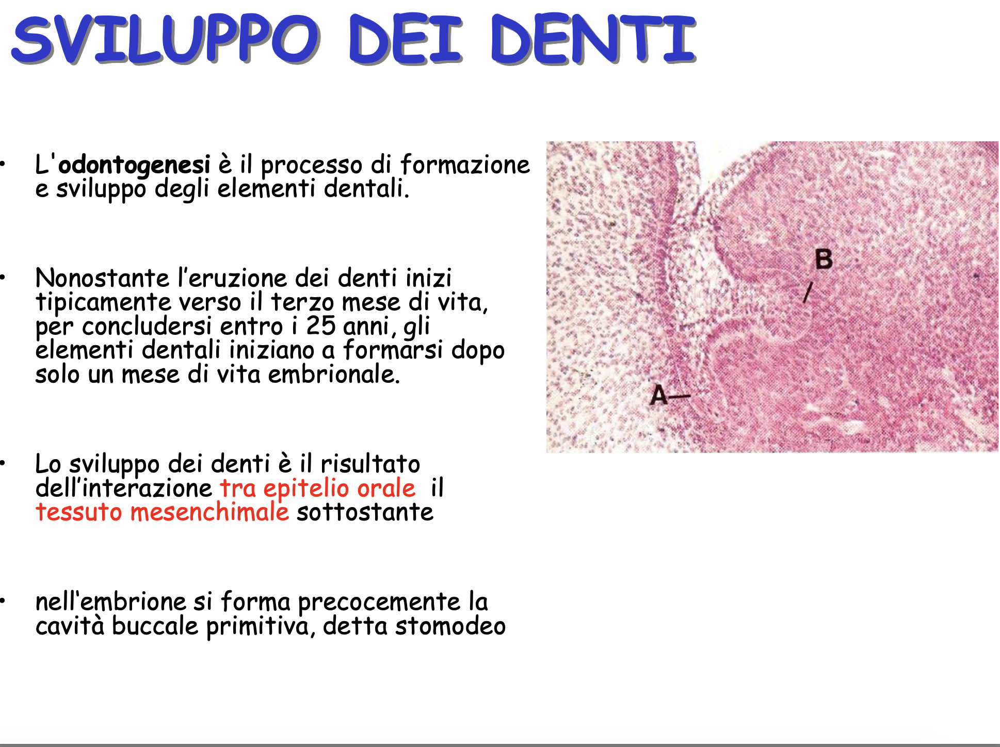 SVILUPPO DEI DENTI
• L'odontogenesi è il processo di formazione
e sviluppo degli elementi dentali.
• Nonostante l’eruzione dei denti inizi
tipicamente verso il terzo mese di vita,
per concludersi entro i 25 anni, gli
elementi dentali iniziano a formarsi dopo
solo un mese di vita embrionale.
• Lo sviluppo dei denti è il risultato
dell’interazione tra epitelio orale  il
tessuto mesenchimale sottostante
• nell‘embrione si forma precocemente la
cavità buccale primitiva, detta stomodeo
B
A